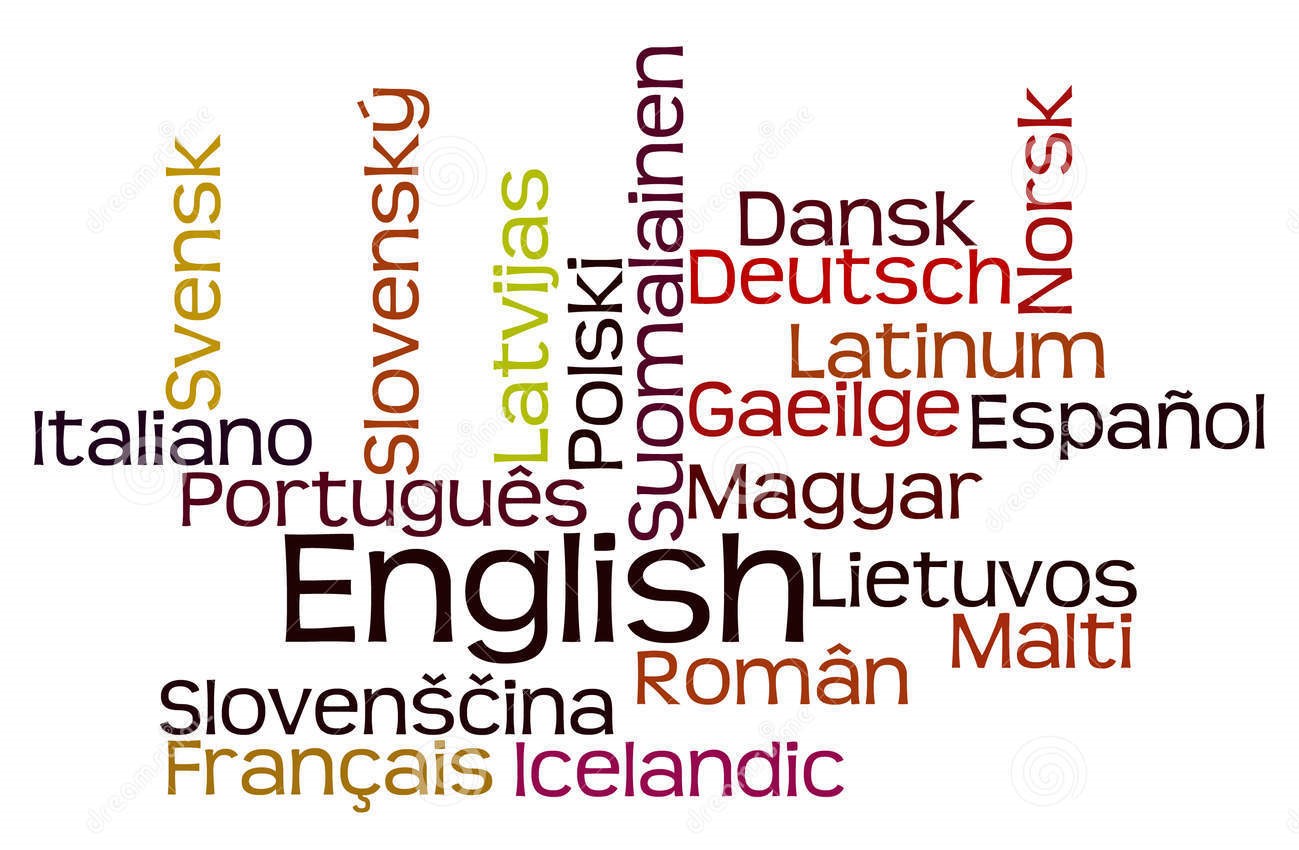 Svensk
Slovenský
Latvijas
Polski
Suomalainen
Dansk
Norsk
Deutsch
Latinum
Gaeilge
Español
Italiano
Português
Magyar
English
Lietuvos
Malti
Român
Slovenščina
Français
Icelandic
dreamstime